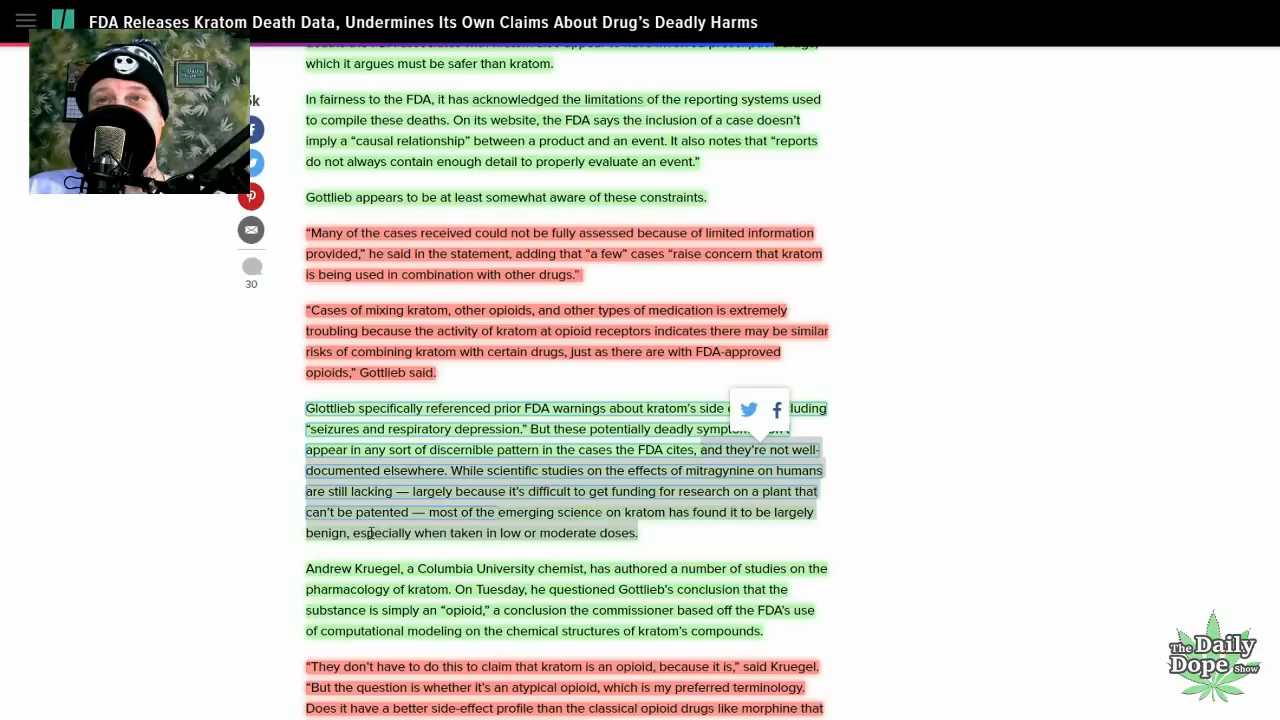 FDA Releases Kratom Death Data, Undermines Its Own Claims About Drug's Deadly Harms
which it argues must be safer than kratom.
In fairness to the FDA, it has acknowledged the limitations of the reporting systems used
to compile these deaths. On its website, the FDA says the inclusion of a case doesn't
imply a “causal relationship” between a product and an event. It also notes that “reports
do not always contain enough detail to properly evaluate an event.”
Gottlieb appears to be at least somewhat aware of these constraints.
“Many of the cases received could not be fully assessed because of limited information
provided,” he said in the statement, adding that “a few” cases “raise concern that kratom
is being used in combination with other drugs.”
“Cases of mixing kratom, other opioids, and other types of medication is extremely
troubling because the activity of kratom at opioid receptors indicates there may be similar
risks of combining kratom with certain drugs, just as there are with FDA-approved
opioids,” Gottlieb said.
Glottlieb specifically referenced prior FDA warnings about kratom's side
“seizures and respiratory depression.” But these potentially deadly
appear in any sort of discernible pattern in the cases the FDA cites, and they're not well-
documented elsewhere. While scientific studies on the effects of mitragynine on humans
are still lacking — largely because it's difficult to get funding for research on a plant that
can't be patented — most of the emerging science on kratom has found it to be largely
benign, especially when taken in low or moderate doses.
Andrew Kruegel, a Columbia University chemist, has authored a number of studies on the
pharmacology of kratom. On Tuesday, he questioned Gottlieb's conclusion that the
substance is simply an “opioid,” a conclusion the commissioner based off the FDA's use
of computational modeling on the chemical structures of kratom's compounds.
“They don't have to do this to claim that kratom is an opioid, because it is,” said Kruegel.
“But the question is whether it's an atypical opioid, which is my preferred terminology.
Does it have a better side-effect profile than the classical opioid drugs like morphine that
30
The Daily
Dope Show